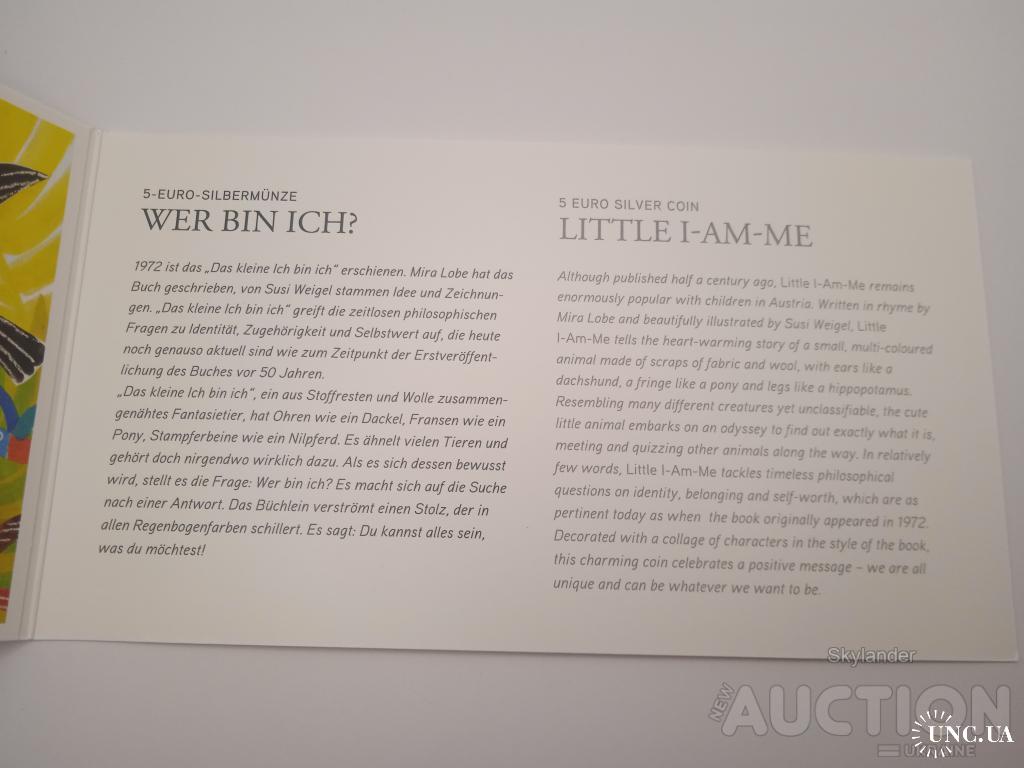 5-EURO-SILBERMÜNZE
WER BIN ICH?
1972 ist das „Das kleine Ich bin ich“ erschienen. Mira Lobe hat das
Buch geschrieben, von Susi Weigel stammen Idee und Zeichnun-
gen. „Das kleine Ich bin ich“ greift die zeitlosen philosophischen
Fragen zu Identität, Zugehörigkeit und Selbstwert auf, die heute
noch genauso aktuell sind wie zum Zeitpunkt der Erstveröffent-
lichung des Buches vor 50 Jahren.
„Das kleine Ich bin ich“, ein aus Stoffresten und Wolle zusammen-
genähtes Fantasietier, hat Ohren wie ein Dackel, Fransen wie ein
Pony, Stampferbeine wie ein Nilpferd. Es ähnelt vielen Tieren und
gehört doch nirgendwo wirklich dazu. Als es sich dessen bewusst
wird, stellt es die Frage: Wer bin ich? Es macht sich auf die Suche
nach einer Antwort. Das Büchlein verströmt einen Stolz, der in
allen Regenbogenfarben schillert. Es sagt: Du kannst alles sein,
was du möchtest!
5 EURO SILVER COIN
LITTLE I-AM-ME
Although published half a century ago, Little I-Am-Me remains
enormously popular with children in Austria. Written in rhyme by
Mira Lobe and beautifully illustrated by Susi Weigel, Little
I-Am-Me tells the heart-warming story of a small, multi-coloured
animal made of scraps of fabric and wool, with ears like a
dachshund, a fringe like a pony and legs like a hippopotamus.
Resembling many different creatures yet unclassifiable, the cute
little animal embarks on an odyssey to find out exactly what it is,
meeting and quizzing other animals along the way. In relatively
few words, Little I-Am-Me tackles timeless philosophical
questions on identity, belonging and self-worth, which are as
pertinent today as when the book originally appeared in 1972.
Decorated with a collage of characters in the style of the book,
this charming coin celebrates a positive message – we are all
unique and can be whatever we want to be.
Skylander
NEW AUCTION
UKRAINE
UNC.UA